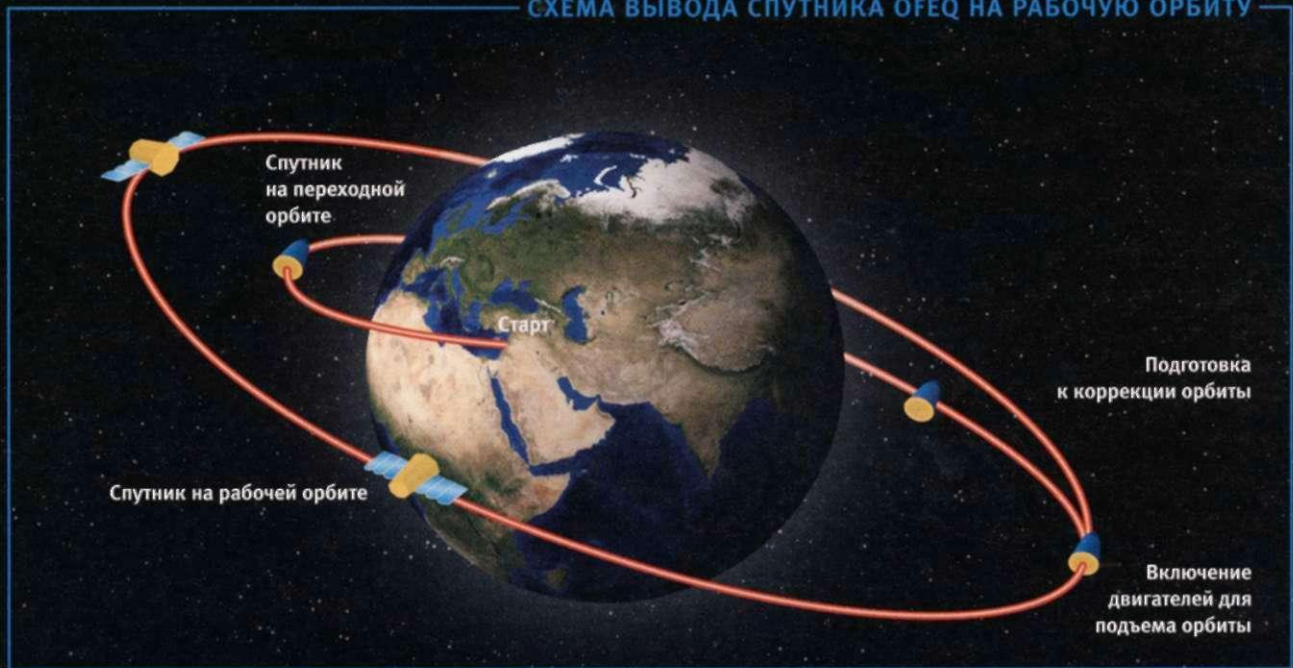 СХЕМА ВЫВОДА СПУТНИКА OFEQ НА РАБОЧУЮ ОРБИТУ
Спутник
на переходной
орбите
Старт
Подготовка
к коррекции орбиты
Спутник на рабочей орбите
Включение
двигателей для
подъема орбиты